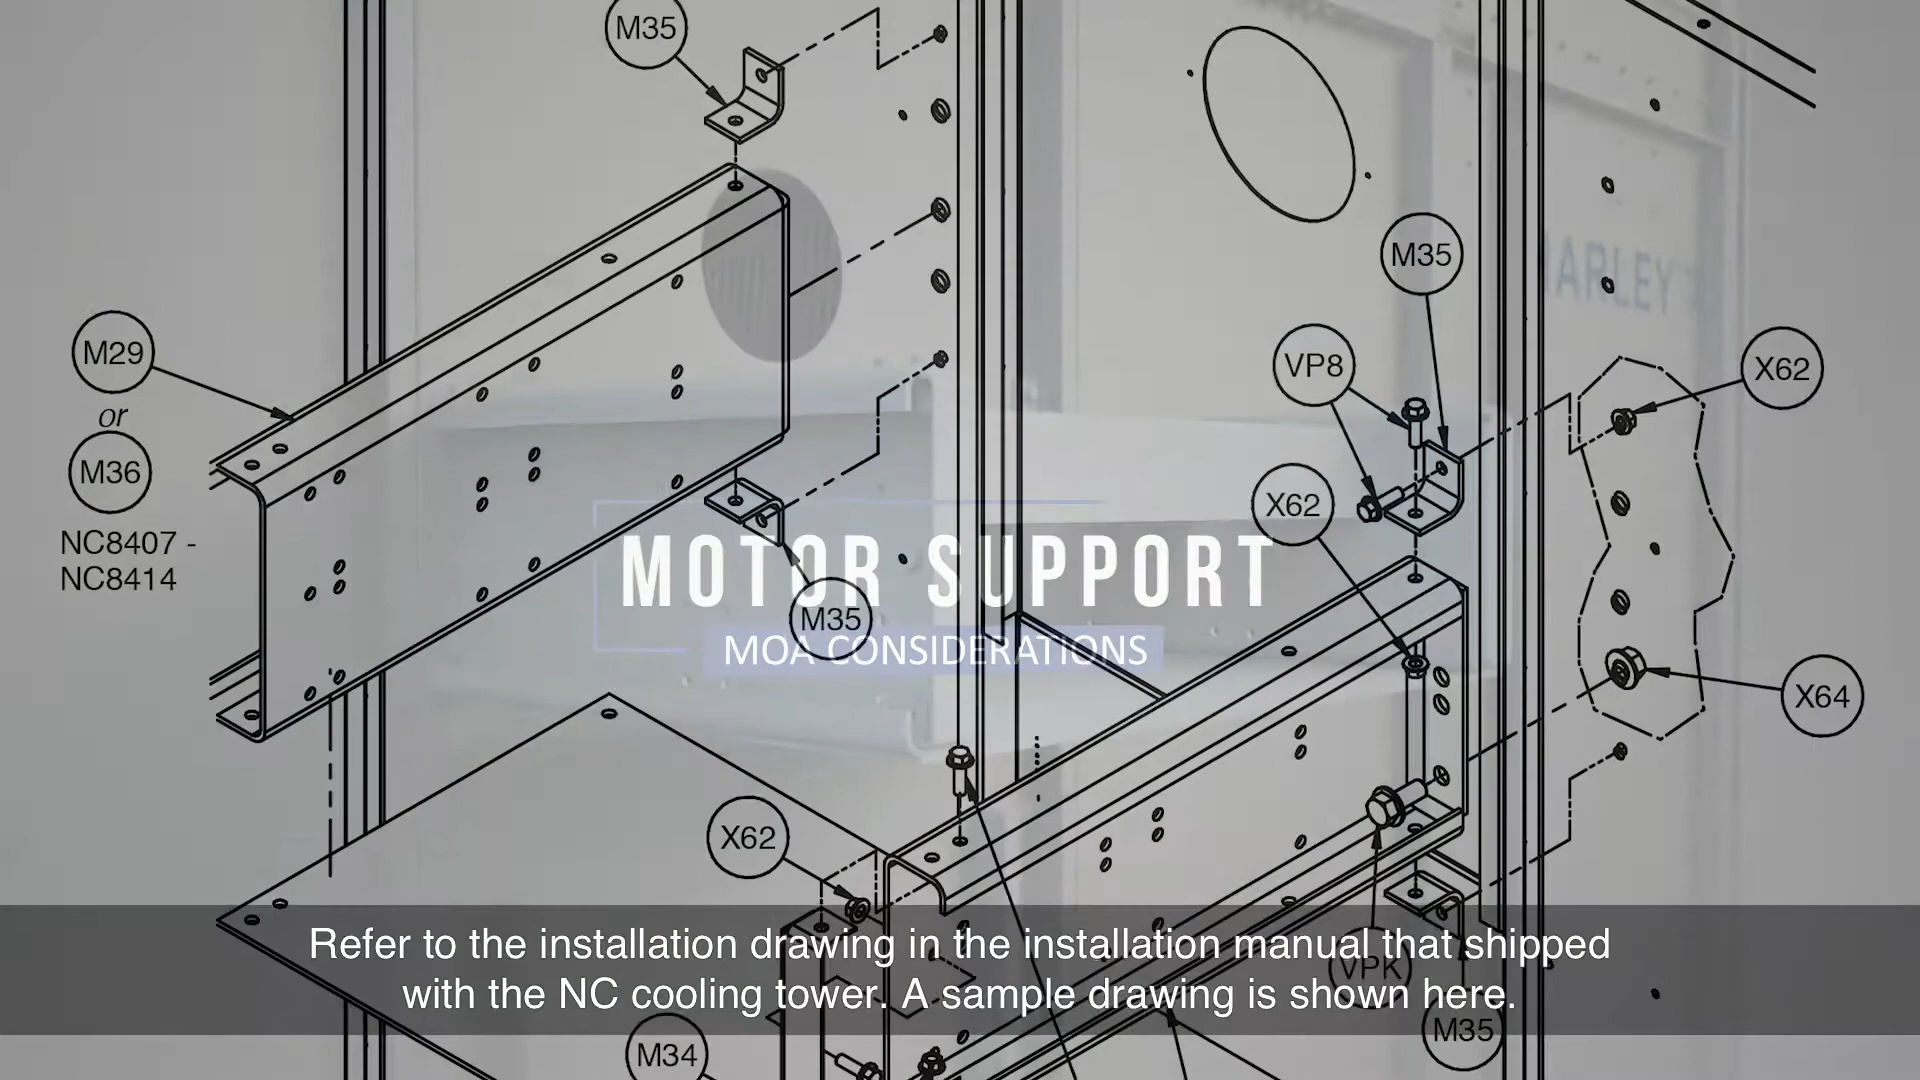 M35
M35
M29
or
M36
NC8407 -
NC8414
VP8
X62
X62
MOTOR SUPPORT
M35
MOA CONSIDERATIONS
X64
X62
Refer to the installation drawing in the installation manual that shipped
with the NC cooling tower. A sample drawing is shown here.
VPK
M35
M34